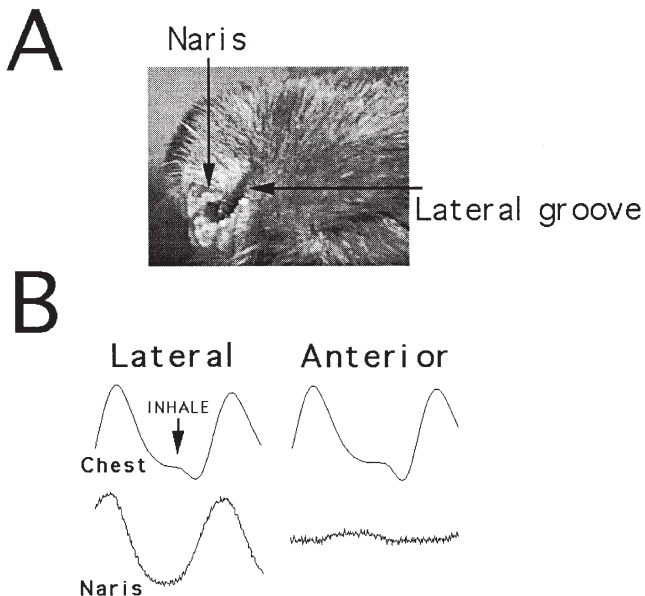 A
Naris
Lateral groove
B
Lateral Anterior
INHALE
Chest
Naris